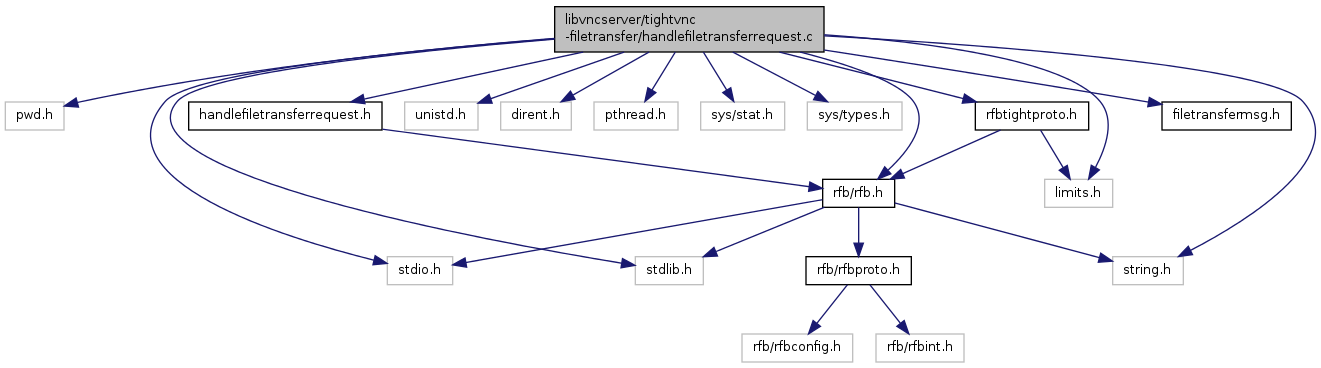 libvncserver/tightvnc
-filetransfer/handlefiletransferrequest.c
pwd.h
handlefiletransferrequest.h
unistd.h
dirent.h
pthread.h
sys/stat.h
sys/types.h
rfbtightproto.h
filetransfermsg.h
rfb/rfb.h
limits.h
stdio.h
stdlib.h
rfb/rfbproto.h
string.h
rfb/rfbconfig.h
rfb/rfbint.h